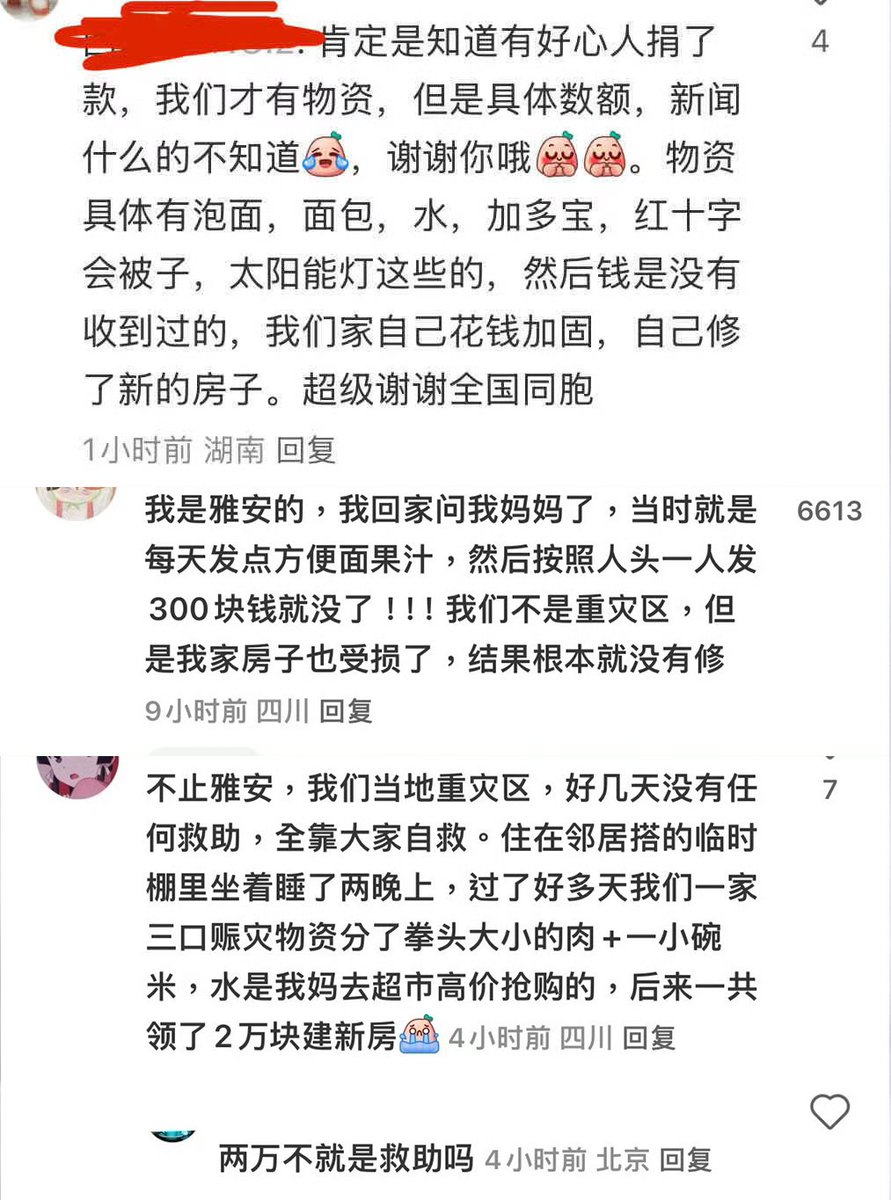 肯定是知道有好心人捐了
4
款，我们才有物资，但是具体数额，新闻
什么的不知道😂，谢谢你哦🙏🙏。物资
具体有泡面，面包，水，加多宝，红十字
会被子，太阳能灯这些的，然后钱是没有
收到过的，我们家自己花钱加固，自己修
了新的房子。超级谢谢全国同胞
1小时前 湖南 回复
我是雅安的，我回家问我妈妈了，当时就是
6613
每天发点方便面果汁，然后按照人头一人发
300块钱就没了！！！我们不是重灾区，但
是我家房子也受损了，结果根本就没有修
9小时前 四川 回复
不止雅安，我们当地重灾区，好几天没有任
7
何救助，全靠大家自救。住在邻居搭的临时
棚里坐着睡了两晚上，过了好多天我们一家
三口赈灾物资分了拳头大小的肉+一小碗
米，水是我妈去超市高价抢购的，后来一共
领了2万块建新房😭 4小时前 四川 回复
两万不就是救助吗 4小时前 北京 回复